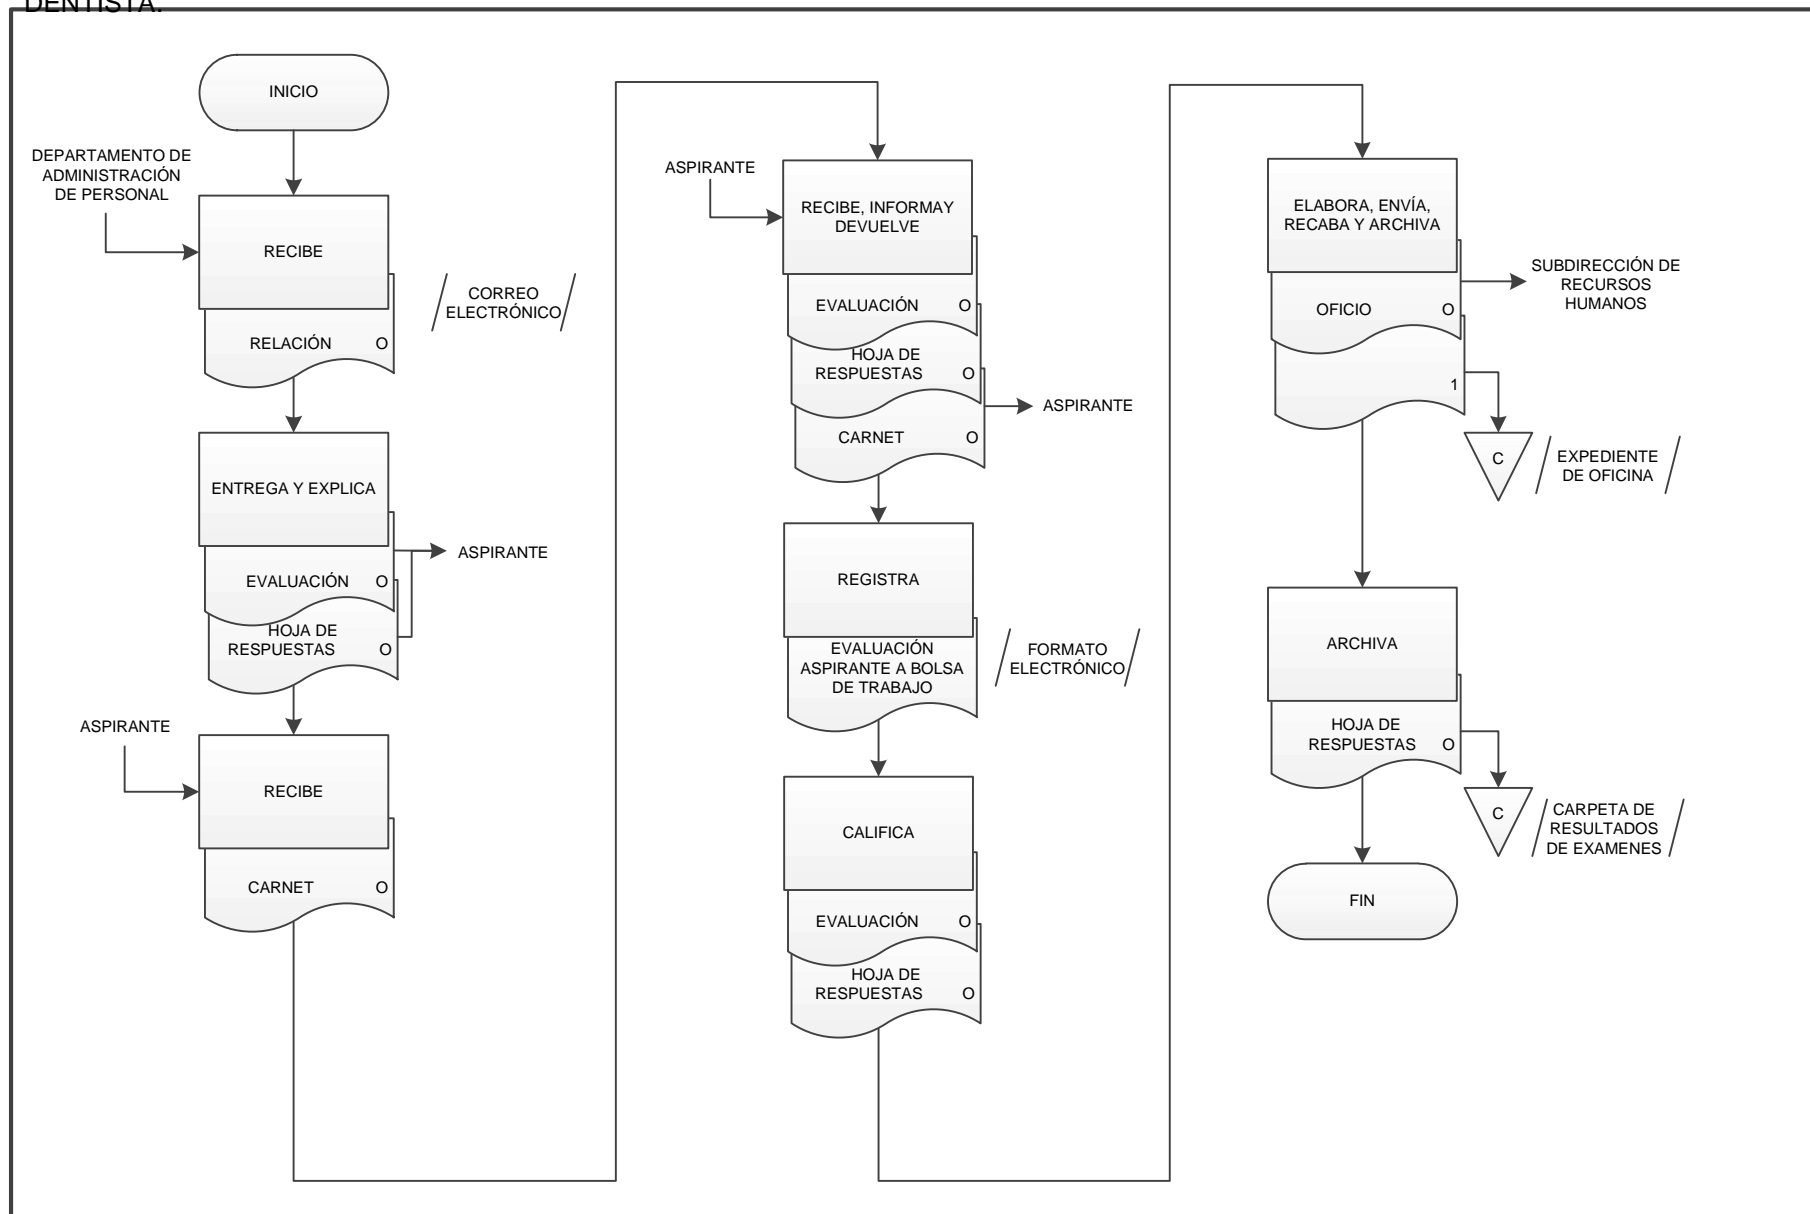 DENTISTA.
INICIO
DEPARTAMENTO DE
ADMINISTRACIÓN
DE PERSONAL
RECIBE
RELACIÓN O
CORREO
ELECTRÓNICO
ENTREGA Y EXPLICA
EVALUACIÓN O
HOJA DE
RESPUESTAS O
ASPIRANTE
ASPIRANTE
RECIBE
CARNET O
ASPIRANTE
RECIBE, INFORMAY
DEVUELVE
EVALUACIÓN O
HOJA DE
RESPUESTAS O
CARNET O
ASPIRANTE
REGISTRA
EVALUACIÓN
ASPIRANTE A BOLSA
DE TRABAJO
FORMATO
ELECTRÓNICO
CALIFICA
EVALUACIÓN O
HOJA DE
RESPUESTAS O
ELABORA, ENVÍA,
RECABA Y ARCHIVA
OFICIO O
1
SUBDIRECCIÓN DE
RECURSOS
HUMANOS
C
EXPEDIENTE
DE OFICINA
ARCHIVA
HOJA DE
RESPUESTAS O
C
CARPETA DE
RESULTADOS
DE EXAMENES
FIN